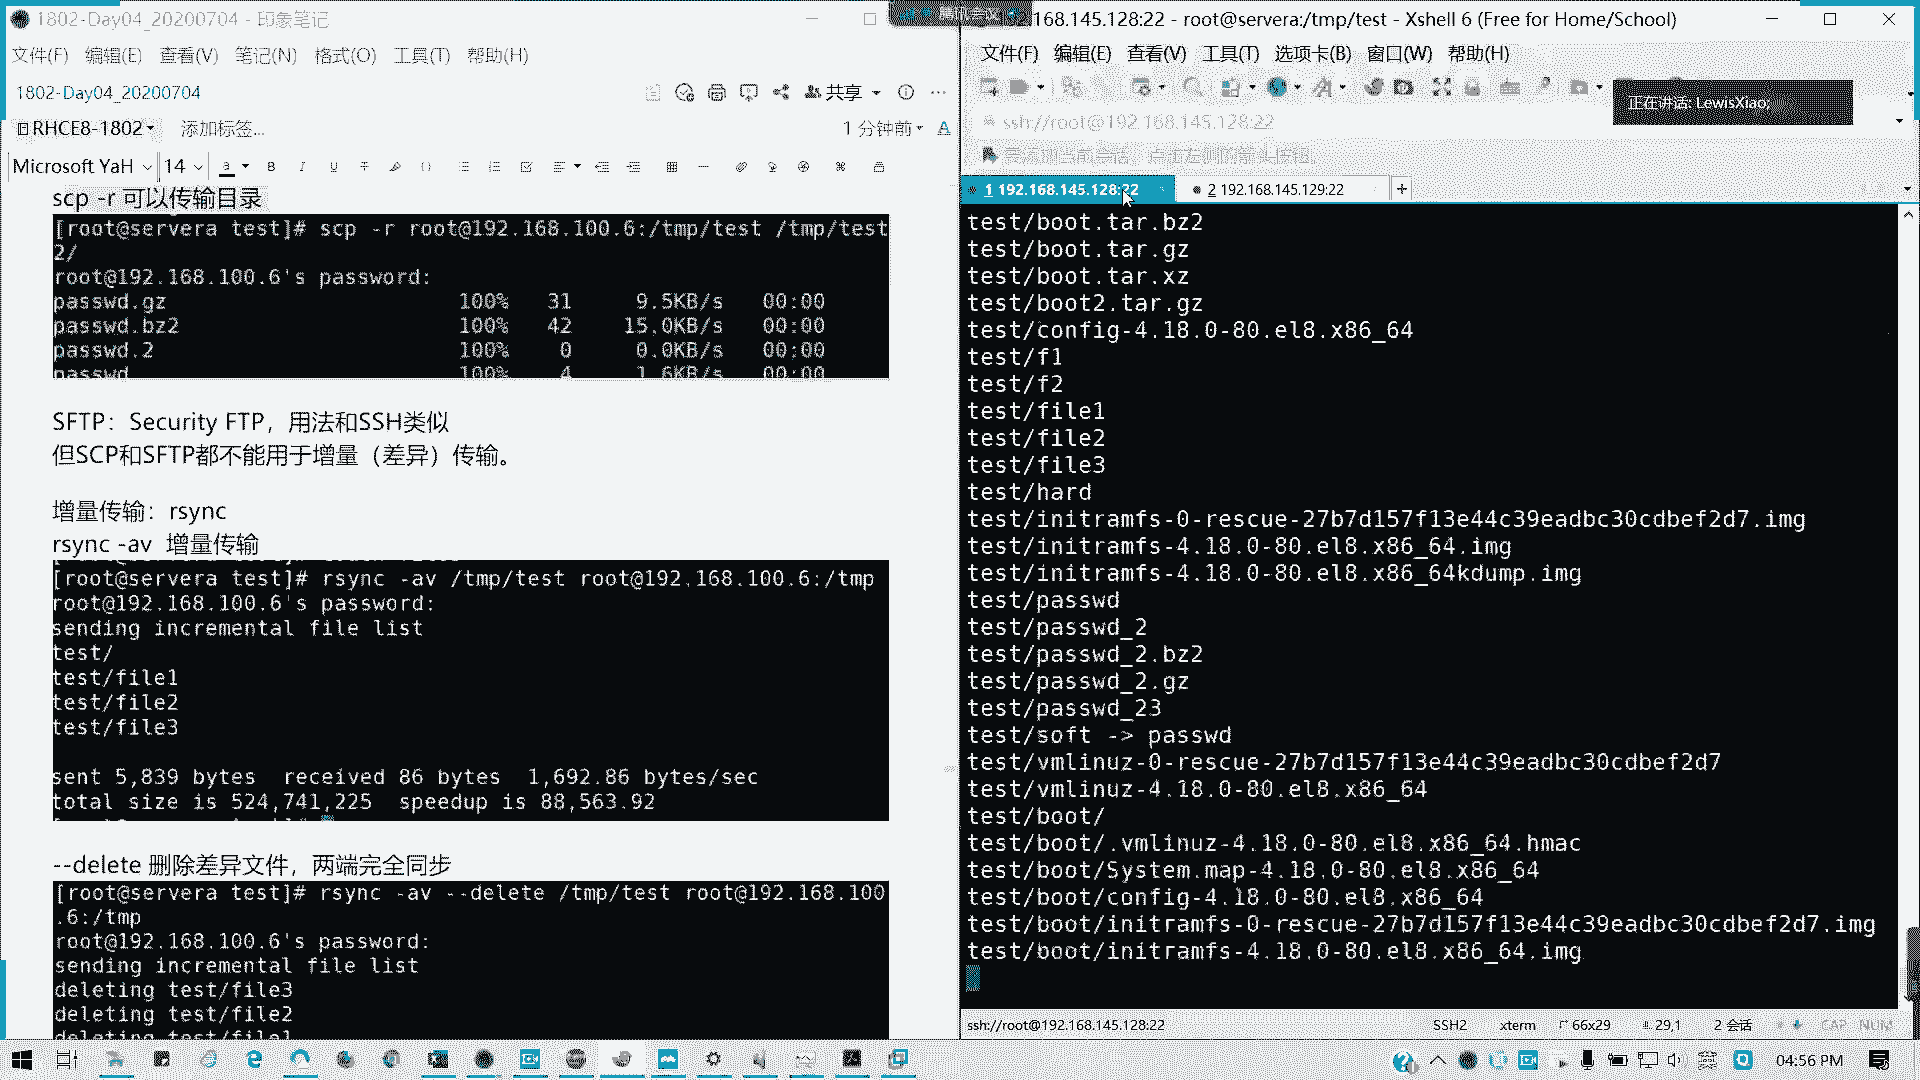 1802-Day04_20200704 - 印象笔记
文件(F) 编辑(E) 查看(V) 笔记(N) 格式(O) 工具(T) 帮助(H)
1802-Day04_20200704
共享
RHCE8-1802
添加标签...
1 分钟前
Microsoft YaH
14
scp -r 可以传输目录
[root@servera test]# scp -r root@192.168.100.6:/tmp/test /tmp/test
2/
root@192.168.100.6's password:
passwd.gz 100% 31 9.5KB/s 00:00
passwd.bz2 100% 42 15.0KB/s 00:00
passwd.2 100% 0 0.0KB/s 00:00
passwd 100% 4 1.6KB/s 00:00
SFTP：Security FTP，用法和SSH类似
但SCP和SFTP都不能用于增量（差异）传输。
增量传输：rsync
rsync -av 增量传输
[root@servera test]# rsync -av /tmp/test root@192.168.100.6:/tmp
root@192.168.100.6's password:
sending incremental file list
test/
test/file1
test/file2
test/file3
sent 5,839 bytes received 86 bytes 1,692.86 bytes/sec
total size is 524,741,225 speedup is 88,563.92
--delete 删除差异文件，两端完全同步
[root@servera test]# rsync -av --delete /tmp/test root@192.168.100
.6:/tmp
root@192.168.100.6's password:
sending incremental file list
deleting test/file3
deleting test/file2
deleting test/file1
腾讯会议
.168.145.128:22 - root@servera:/tmp/test - Xshell 6 (Free for Home/School)
文件(F) 编辑(E) 查看(V) 工具(T) 选项卡(B) 窗口(W) 帮助(H)
正在讲话: LewisXiao;
ssh://root@192.168.145.128:22
要添加当前会话，点击左侧的箭头按钮。
1 192.168.145.128:22
2 192.168.145.129:22
+
test/boot.tar.bz2
test/boot.tar.gz
test/boot.tar.xz
test/boot2.tar.gz
test/config-4.18.0-80.el8.x86_64
test/f1
test/f2
test/file1
test/file2
test/file3
test/hard
test/initramfs-0-rescue-27b7d157f13e44c39eadbc30cdbef2d7.img
test/initramfs-4.18.0-80.el8.x86_64.img
test/initramfs-4.18.0-80.el8.x86_64kdump.img
test/passwd
test/passwd_2
test/passwd_2.bz2
test/passwd_2.gz
test/passwd_23
test/soft -> passwd
test/vmlinuz-0-rescue-27b7d157f13e44c39eadbc30cdbef2d7
test/vmlinuz-4.18.0-80.el8.x86_64
test/boot/
test/boot/.vmlinuz-4.18.0-80.el8.x86_64.hmac
test/boot/System.map-4.18.0-80.el8.x86_64
test/boot/config-4.18.0-80.el8.x86_64
test/boot/initramfs-0-rescue-27b7d157f13e44c39eadbc30cdbef2d7.img
test/boot/initramfs-4.18.0-80.el8.x86_64.img
ssh://root@192.168.145.128:22
SSH2
xterm
66x29
29,1
2 会话
CAP NUM
英
04:56 PM